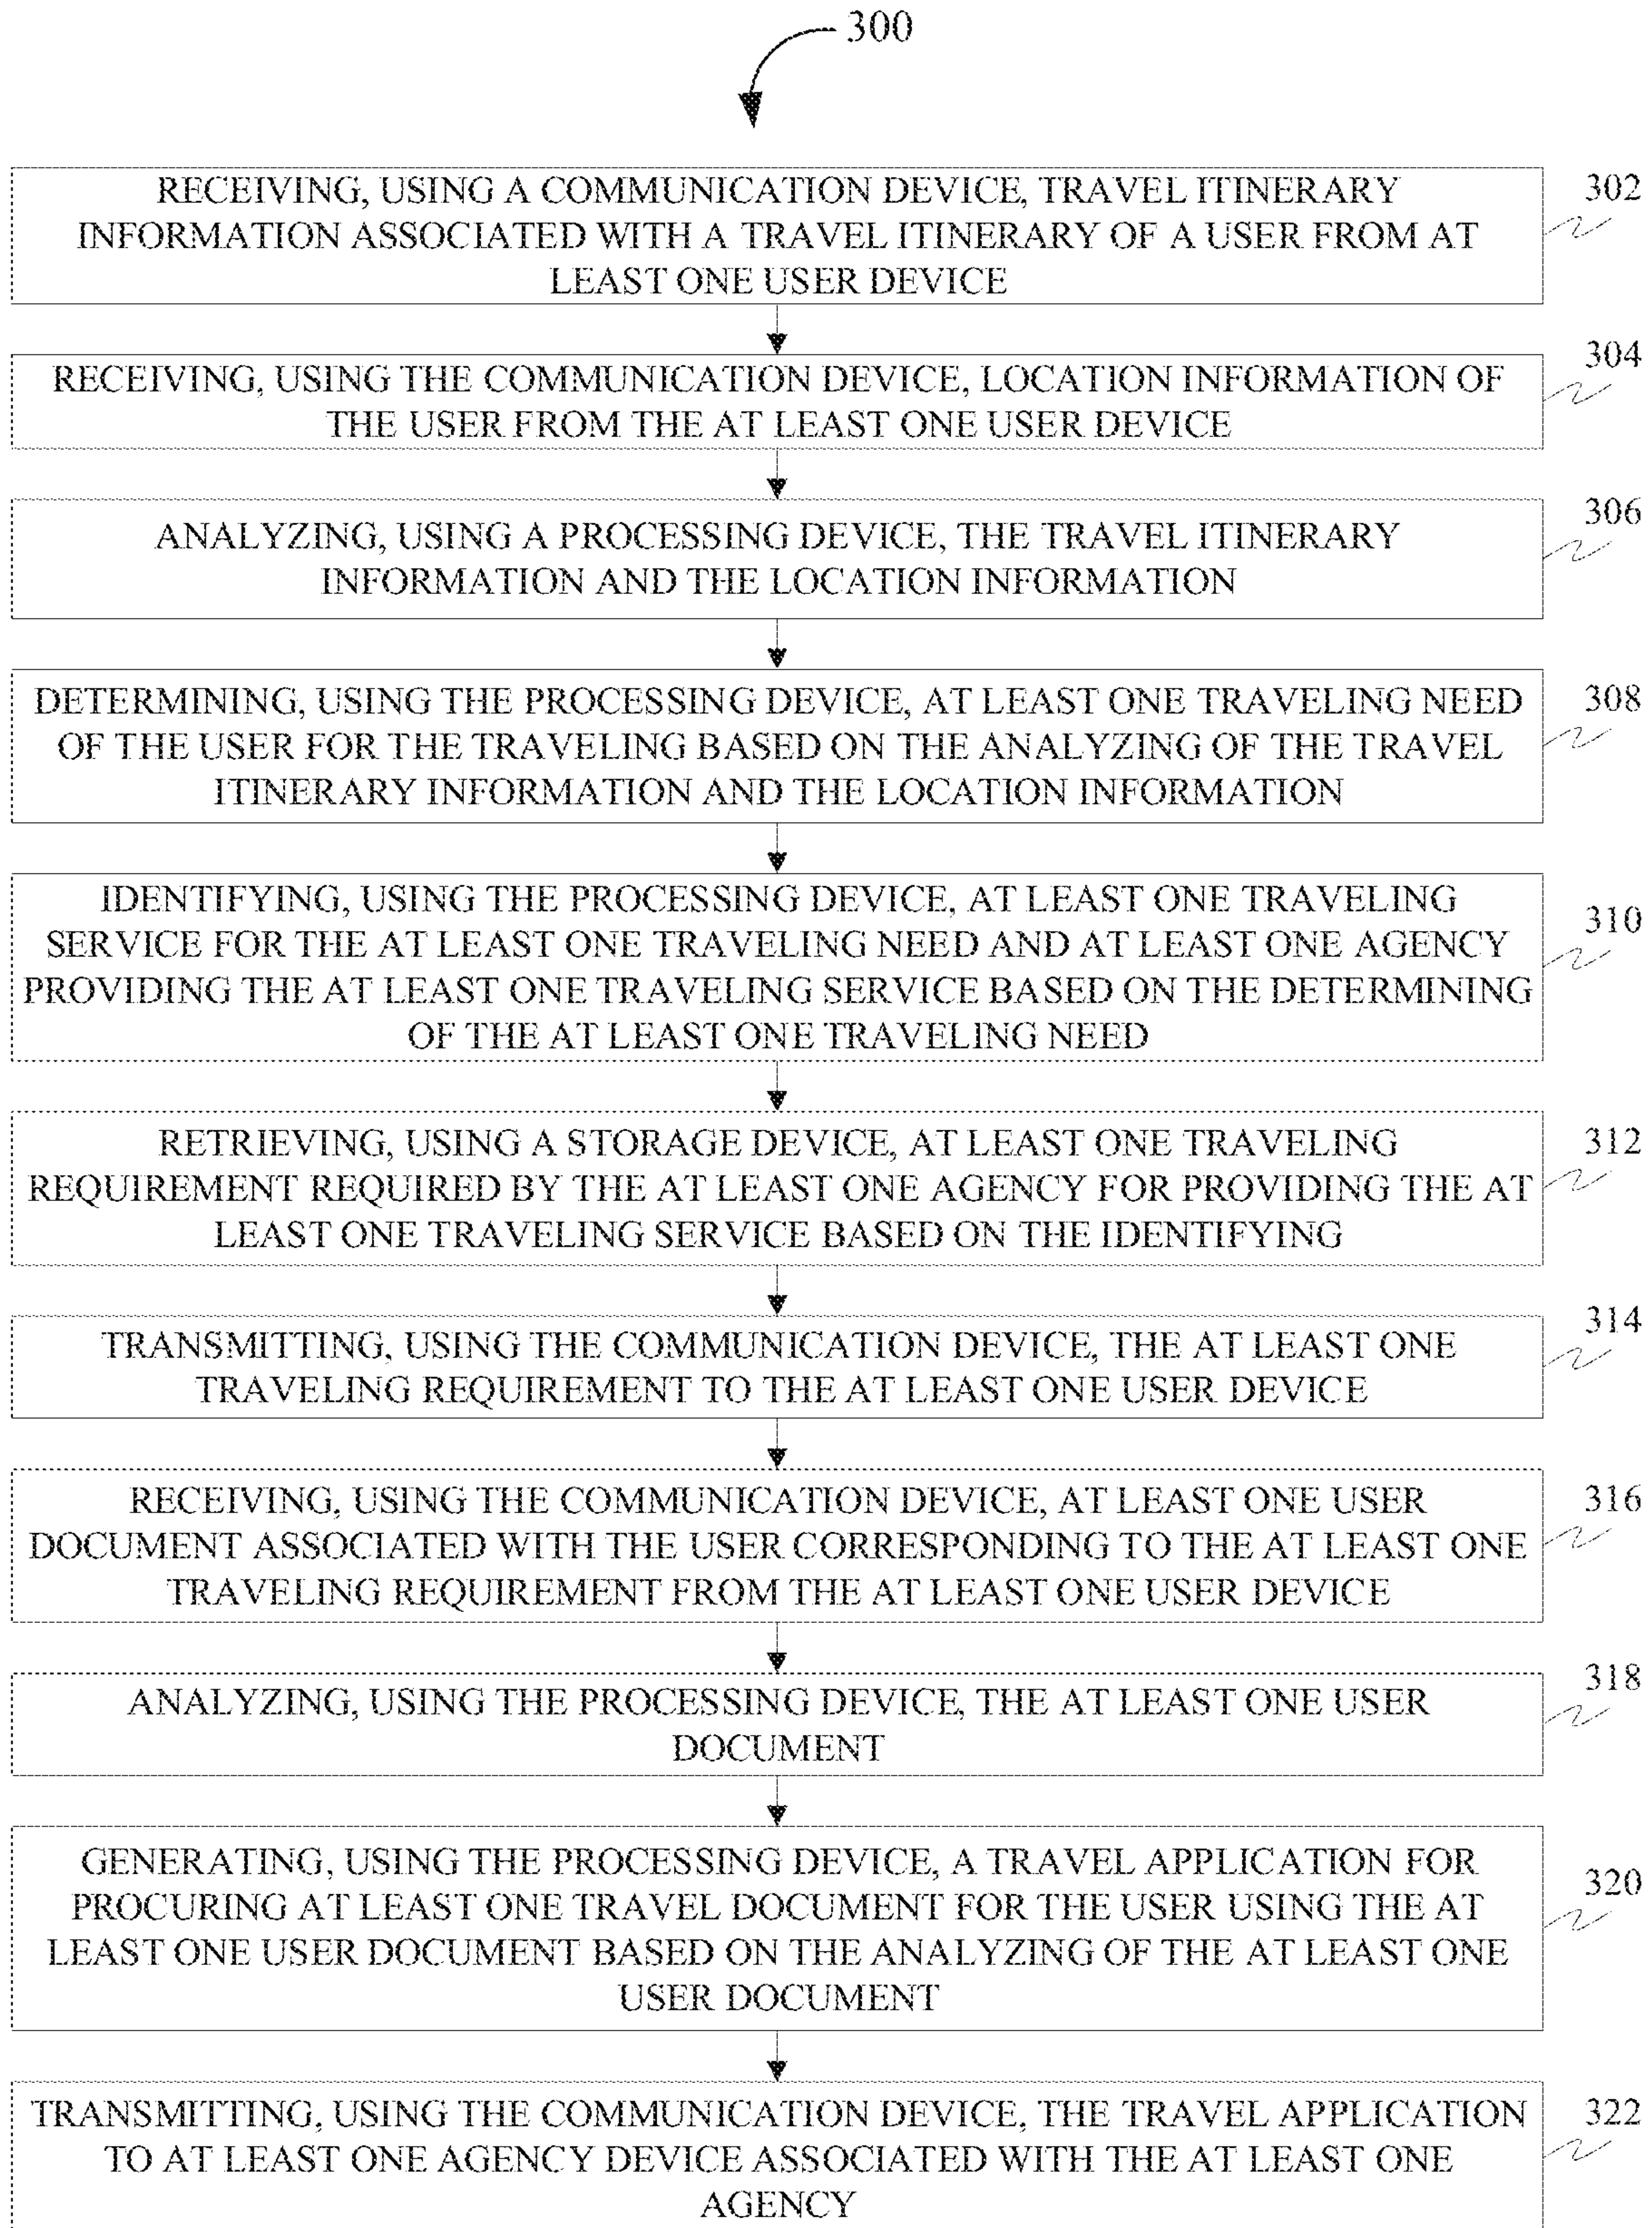 300
RECEIVING, USING A COMMUNICATION DEVICE, TRAVEL ITINERARY
INFORMATION ASSOCIATED WITH A TRAVEL ITINERARY OF A USER FROM AT
LEAST ONE USER DEVICE
302
RECEIVING, USING THE COMMUNICATION DEVICE, LOCATION INFORMATION OF
THE USER FROM THE AT LEAST ONE USER DEVICE
304
ANALYZING, USING A PROCESSING DEVICE, THE TRAVEL ITINERARY
INFORMATION AND THE LOCATION INFORMATION
306
DETERMINING, USING THE PROCESSING DEVICE, AT LEAST ONE TRAVELING NEED
OF THE USER FOR THE TRAVELING BASED ON THE ANALYZING OF THE TRAVEL
ITINERARY INFORMATION AND THE LOCATION INFORMATION
308
IDENTIFYING, USING THE PROCESSING DEVICE, AT LEAST ONE TRAVELING
SERVICE FOR THE AT LEAST ONE TRAVELING NEED AND AT LEAST ONE AGENCY
PROVIDING THE AT LEAST ONE TRAVELING SERVICE BASED ON THE DETERMINING
OF THE AT LEAST ONE TRAVELING NEED
310
RETRIEVING, USING A STORAGE DEVICE, AT LEAST ONE TRAVELING
REQUIREMENT REQUIRED BY THE AT LEAST ONE AGENCY FOR PROVIDING THE AT
LEAST ONE TRAVELING SERVICE BASED ON THE IDENTIFYING
312
TRANSMITTING, USING THE COMMUNICATION DEVICE, THE AT LEAST ONE
TRAVELING REQUIREMENT TO THE AT LEAST ONE USER DEVICE
314
RECEIVING, USING THE COMMUNICATION DEVICE, AT LEAST ONE USER
DOCUMENT ASSOCIATED WITH THE USER CORRESPONDING TO THE AT LEAST ONE
TRAVELING REQUIREMENT FROM THE AT LEAST ONE USER DEVICE
316
ANALYZING, USING THE PROCESSING DEVICE, THE AT LEAST ONE USER
DOCUMENT
318
GENERATING, USING THE PROCESSING DEVICE, A TRAVEL APPLICATION FOR
PROCURING AT LEAST ONE TRAVEL DOCUMENT FOR THE USER USING THE AT
LEAST ONE USER DOCUMENT BASED ON THE ANALYZING OF THE AT LEAST ONE
USER DOCUMENT
320
TRANSMITTING, USING THE COMMUNICATION DEVICE, THE TRAVEL APPLICATION
TO AT LEAST ONE AGENCY DEVICE ASSOCIATED WITH THE AT LEAST ONE
AGENCY
322